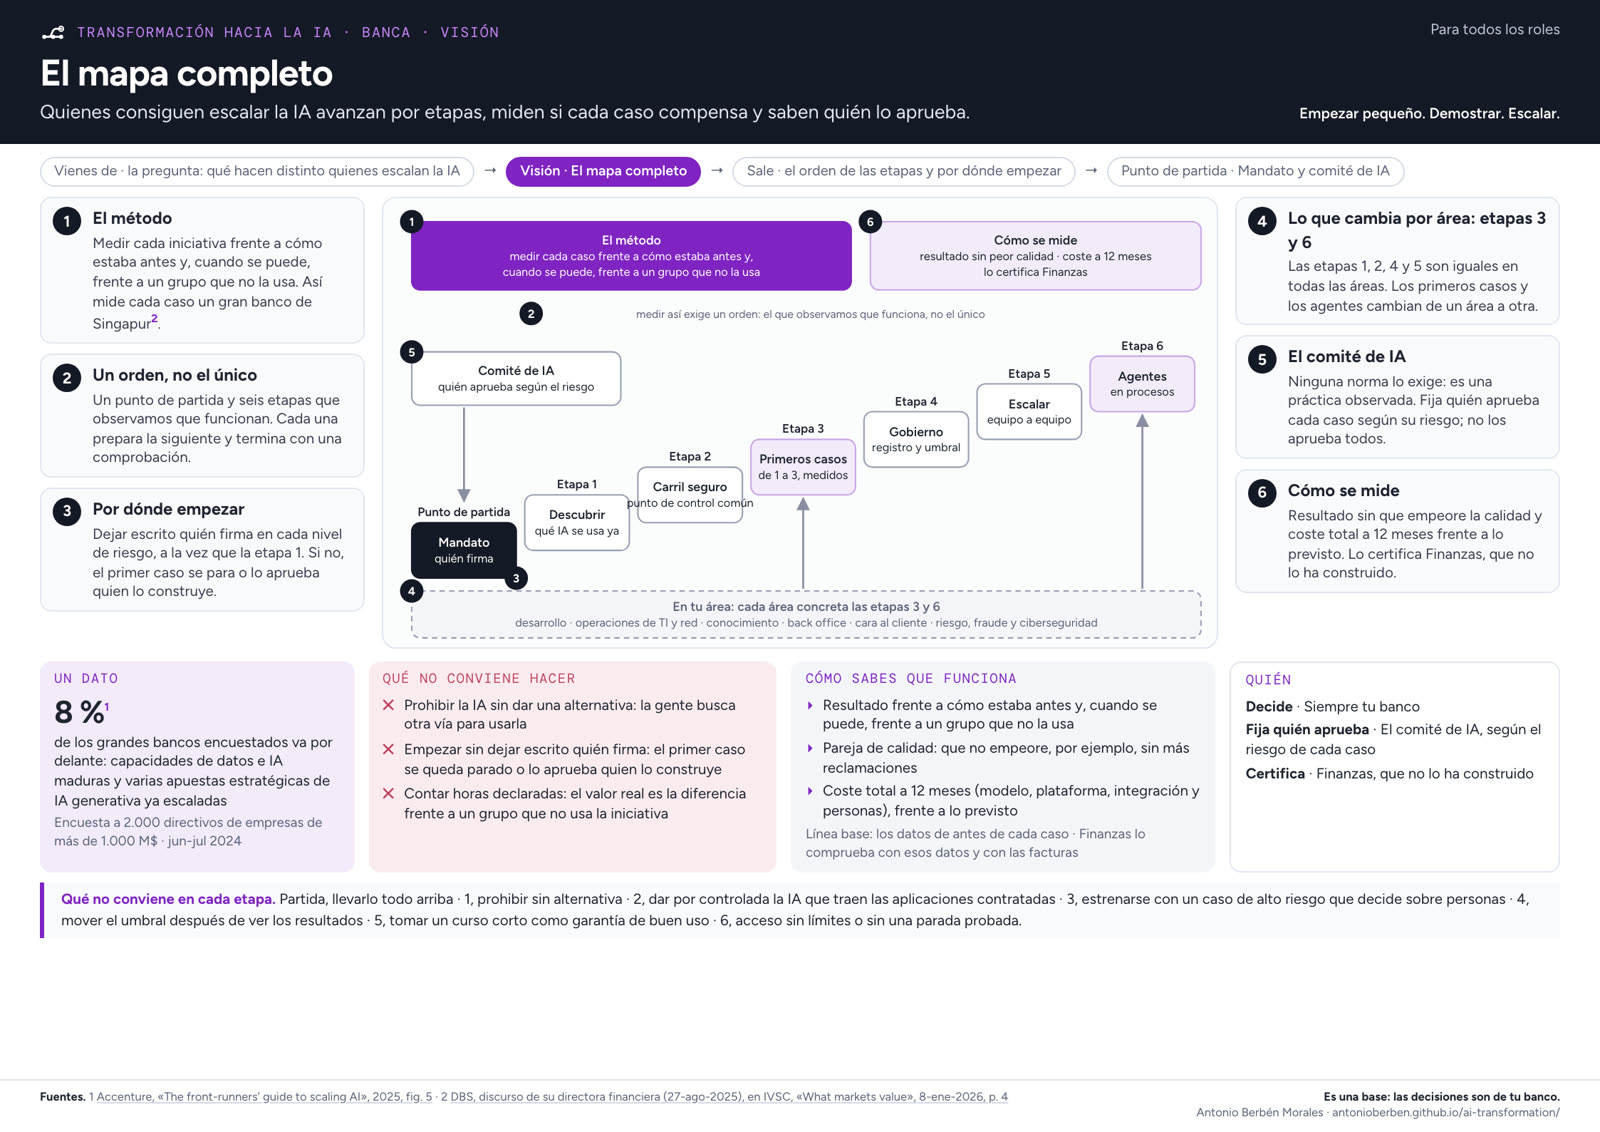 TRANSFORMACIÓN HACIA LA IA · BANCA · VISIÓN
Para todos los roles
El mapa completo
Quienes consiguen escalar la IA avanzan por etapas, miden si cada caso compensa y saben quién lo aprueba.
Empezar pequeño. Demostrar. Escalar.
Vienes de · la pregunta: qué hacen distinto quienes escalan la IA → Visión · El mapa completo → Sale · el orden de las etapas y por dónde empezar → Punto de partida · Mandato y comité de IA
1 El método
Medir cada iniciativa frente a cómo
estaba antes y, cuando se puede,
frente a un grupo que no la usa. Así
mide cada caso un gran banco de
Singapur².
2 Un orden, no el único
Un punto de partida y seis etapas que
observamos que funcionan. Cada una
prepara la siguiente y termina con una
comprobación.
3 Por dónde empezar
Dejar escrito quién firma en cada nivel
de riesgo, a la vez que la etapa 1. Si no,
el primer caso se para o lo aprueba
quien lo construye.
1
El método
medir cada caso frente a cómo estaba antes y,
cuando se puede, frente a un grupo que no la usa
6
Cómo se mide
resultado sin peor calidad · coste a 12 meses
lo certifica Finanzas
2 medir así exige un orden: el que observamos que funciona, no el único
5
Comité de IA
quién aprueba según el riesgo
Punto de partida
Mandato
quién firma
3
Etapa 1
Descubrir
qué IA se usa ya
Etapa 2
Carril seguro
punto de control común
Etapa 3
Primeros casos
de 1 a 3, medidos
Etapa 4
Gobierno
registro y umbral
Etapa 5
Escalar
equipo a equipo
Etapa 6
Agentes
en procesos
4
En tu área: cada área concreta las etapas 3 y 6
desarrollo · operaciones de TI y red · conocimiento · back office · cara al cliente · riesgo, fraude y ciberseguridad
4 Lo que cambia por área: etapas 3
y 6
Las etapas 1, 2, 4 y 5 son iguales en
todas las áreas. Los primeros casos y
los agentes cambian de un área a otra.
5 El comité de IA
Ninguna norma lo exige: es una
práctica observada. Fija quién aprueba
cada caso según su riesgo; no los
aprueba todos.
6 Cómo se mide
Resultado sin que empeore la calidad y
coste total a 12 meses frente a lo
previsto. Lo certifica Finanzas, que no
lo ha construido.
UN DATO
8 %¹
de los grandes bancos encuestados va por
delante: capacidades de datos e IA
maduras y varias apuestas estratégicas de
IA generativa ya escaladas
Encuesta a 2.000 directivos de empresas de
más de 1.000 M$ · jun-jul 2024
QUÉ NO CONVIENE HACER
Prohibir la IA sin dar una alternativa: la gente busca
otra vía para usarla
Empezar sin dejar escrito quién firma: el primer caso
se queda parado o lo aprueba quien lo construye
Contar horas declaradas: el valor real es la diferencia
frente a un grupo que no usa la iniciativa
CÓMO SABES QUE FUNCIONA
Resultado frente a cómo estaba antes y, cuando se
puede, frente a un grupo que no la usa
Pareja de calidad: que no empeore, por ejemplo, sin más
reclamaciones
Coste total a 12 meses (modelo, plataforma, integración y
personas), frente a lo previsto
Línea base: los datos de antes de cada caso · Finanzas lo
comprueba con esos datos y con las facturas
QUIÉN
Decide · Siempre tu banco
Fija quién aprueba · El comité de IA, según el
riesgo de cada caso
Certifica · Finanzas, que no lo ha construido
Qué no conviene en cada etapa. Partida, llevarlo todo arriba · 1, prohibir sin alternativa · 2, dar por controlada la IA que traen las aplicaciones contratadas · 3, estrenarse con un caso de alto riesgo que decide sobre personas · 4,
mover el umbral después de ver los resultados · 5, tomar un curso corto como garantía de buen uso · 6, acceso sin límites o sin una parada probada.
Fuentes. 1 Accenture, «The front-runners' guide to scaling AI», 2025, fig. 5 · 2 DBS, discurso de su directora financiera (27-ago-2025), en IVSC, «What markets value», 8-ene-2026, p. 4
Es una base: las decisiones son de tu banco.
Antonio Berbén Morales · antonioberben.github.io/ai-transformation/